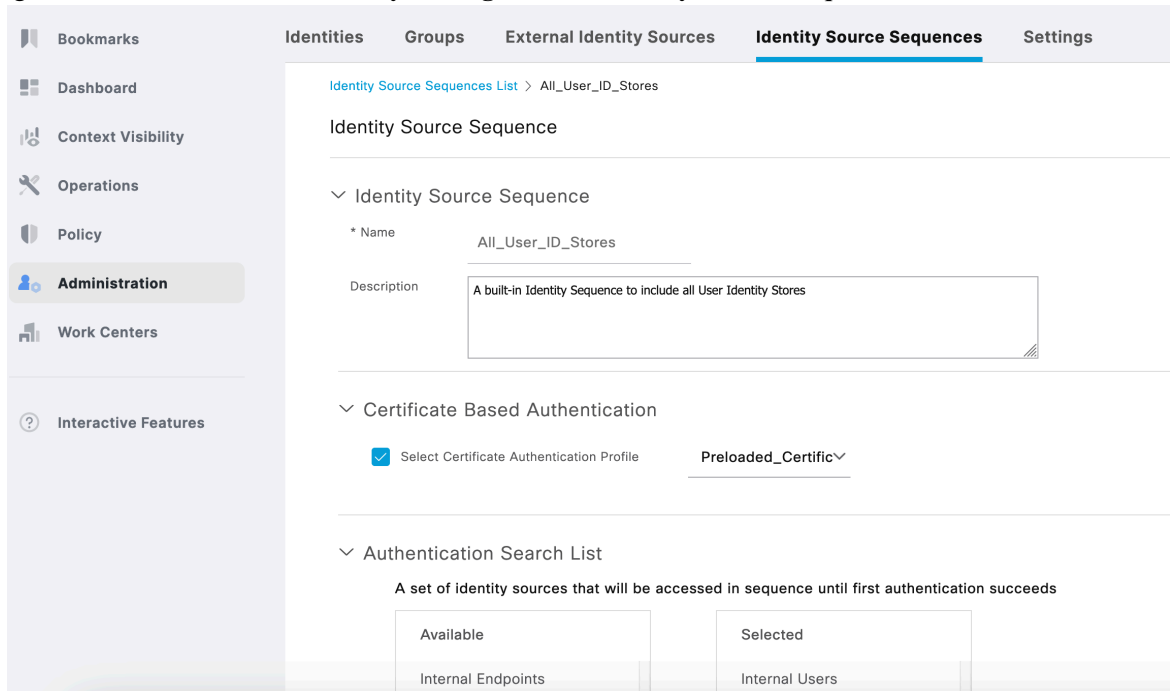 Bookmarks
Dashboard
Context Visibility
Operations
Policy
Administration
Work Centers
Interactive Features
Identities Groups External Identity Sources Identity Source Sequences Settings
Identity Source Sequences List > All_User_ID_Stores
Identity Source Sequence
Identity Source Sequence
* Name
All_User_ID_Stores
Description
A built-in Identity Sequence to include all User Identity Stores
Certificate Based Authentication
Select Certificate Authentication Profile Preloaded_Certific
Authentication Search List
A set of identity sources that will be accessed in sequence until first authentication succeeds
Available Selected
Internal Endpoints Internal Users